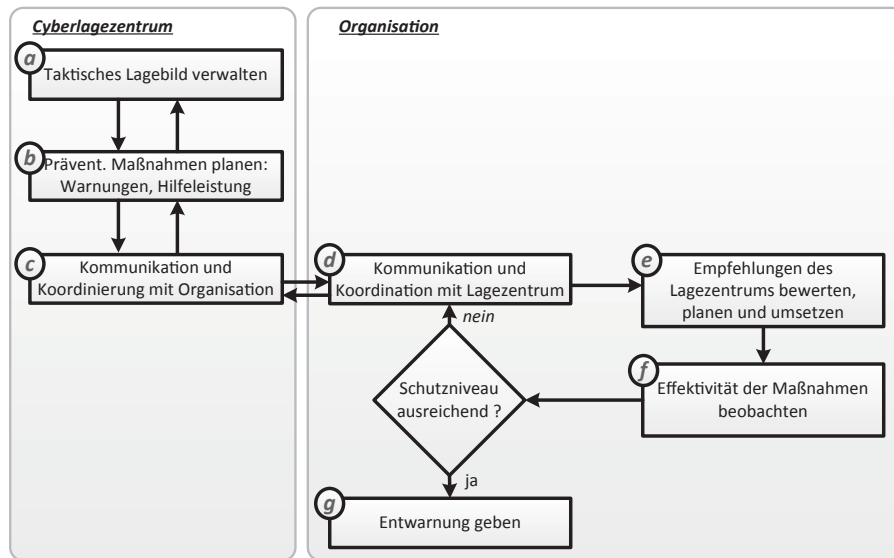 Cyberlagezentrum
a
Taktisches Lagebild verwalten
b
Prävent. Maßnahmen planen:
Warnungen, Hilfeleistung
c
Kommunikation und
Koordinierung mit Organisation
Organisation
d
Kommunikation und
Koordination mit Lagezentrum
e
Empfehlungen des
Lagezentrums bewerten,
planen und umsetzen
f
Effektivität der Maßnahmen
beobachten
nein
Schutzniveau
ausreichend ?
ja
g
Entwarnung geben